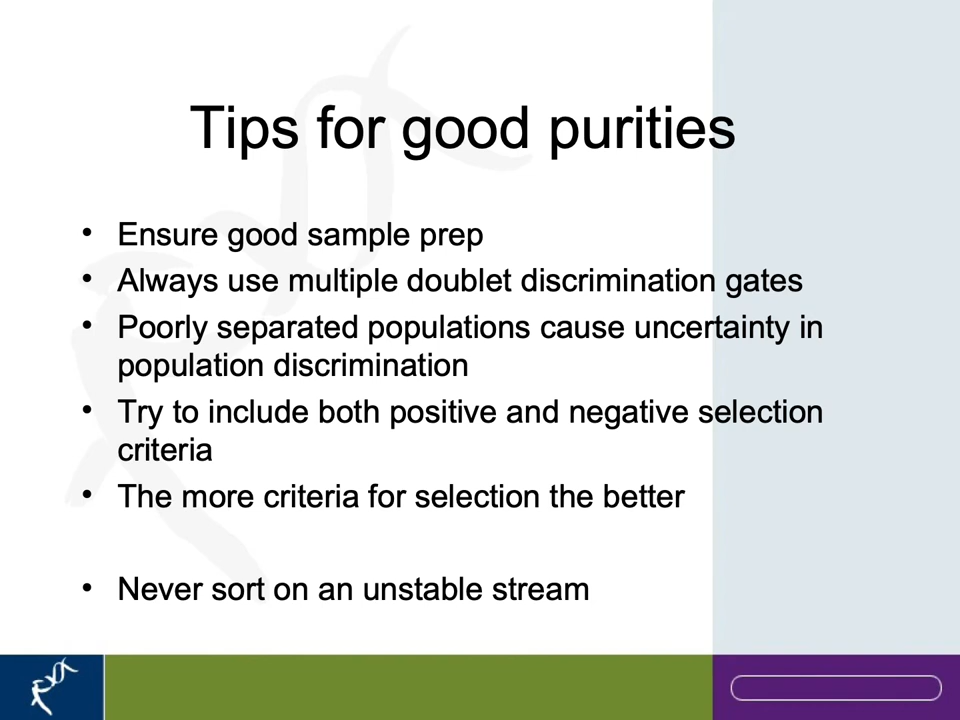 Tips for good purities
• Ensure good sample prep
• Always use multiple doublet discrimination gates
• Poorly separated populations cause uncertainty in
population discrimination
• Try to include both positive and negative selection
criteria
• The more criteria for selection the better
• Never sort on an unstable stream